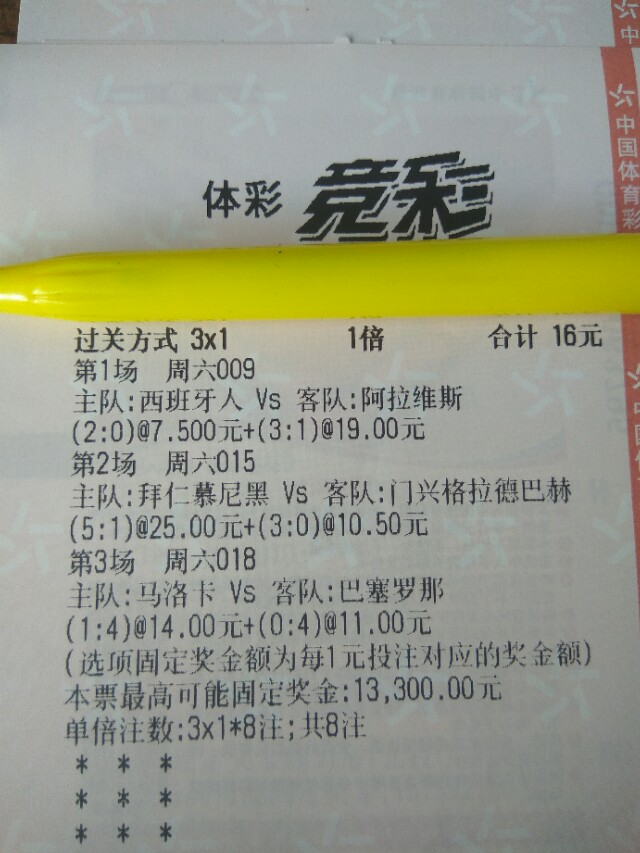 中
体彩 竞彩
中国体育彩
过关方式 3x1 1倍 合计 16元
第1场 周六009
主队:西班牙人 Vs 客队:阿拉维斯
(2:0)@7.500元+(3:1)@19.00元
第2场 周六015
主队:拜仁慕尼黑 Vs 客队:门兴格拉德巴赫
(5:1)@25.00元+(3:0)@10.50元
第3场 周六018
主队:马洛卡 Vs 客队:巴塞罗那
(1:4)@14.00元+(0:4)@11.00元
(选项固定奖金额为每1元投注对应的奖金额)
本票最高可能固定奖金:13,300.00元
单倍注数:3x1*8注;共8注
* * *
* * *
* * *